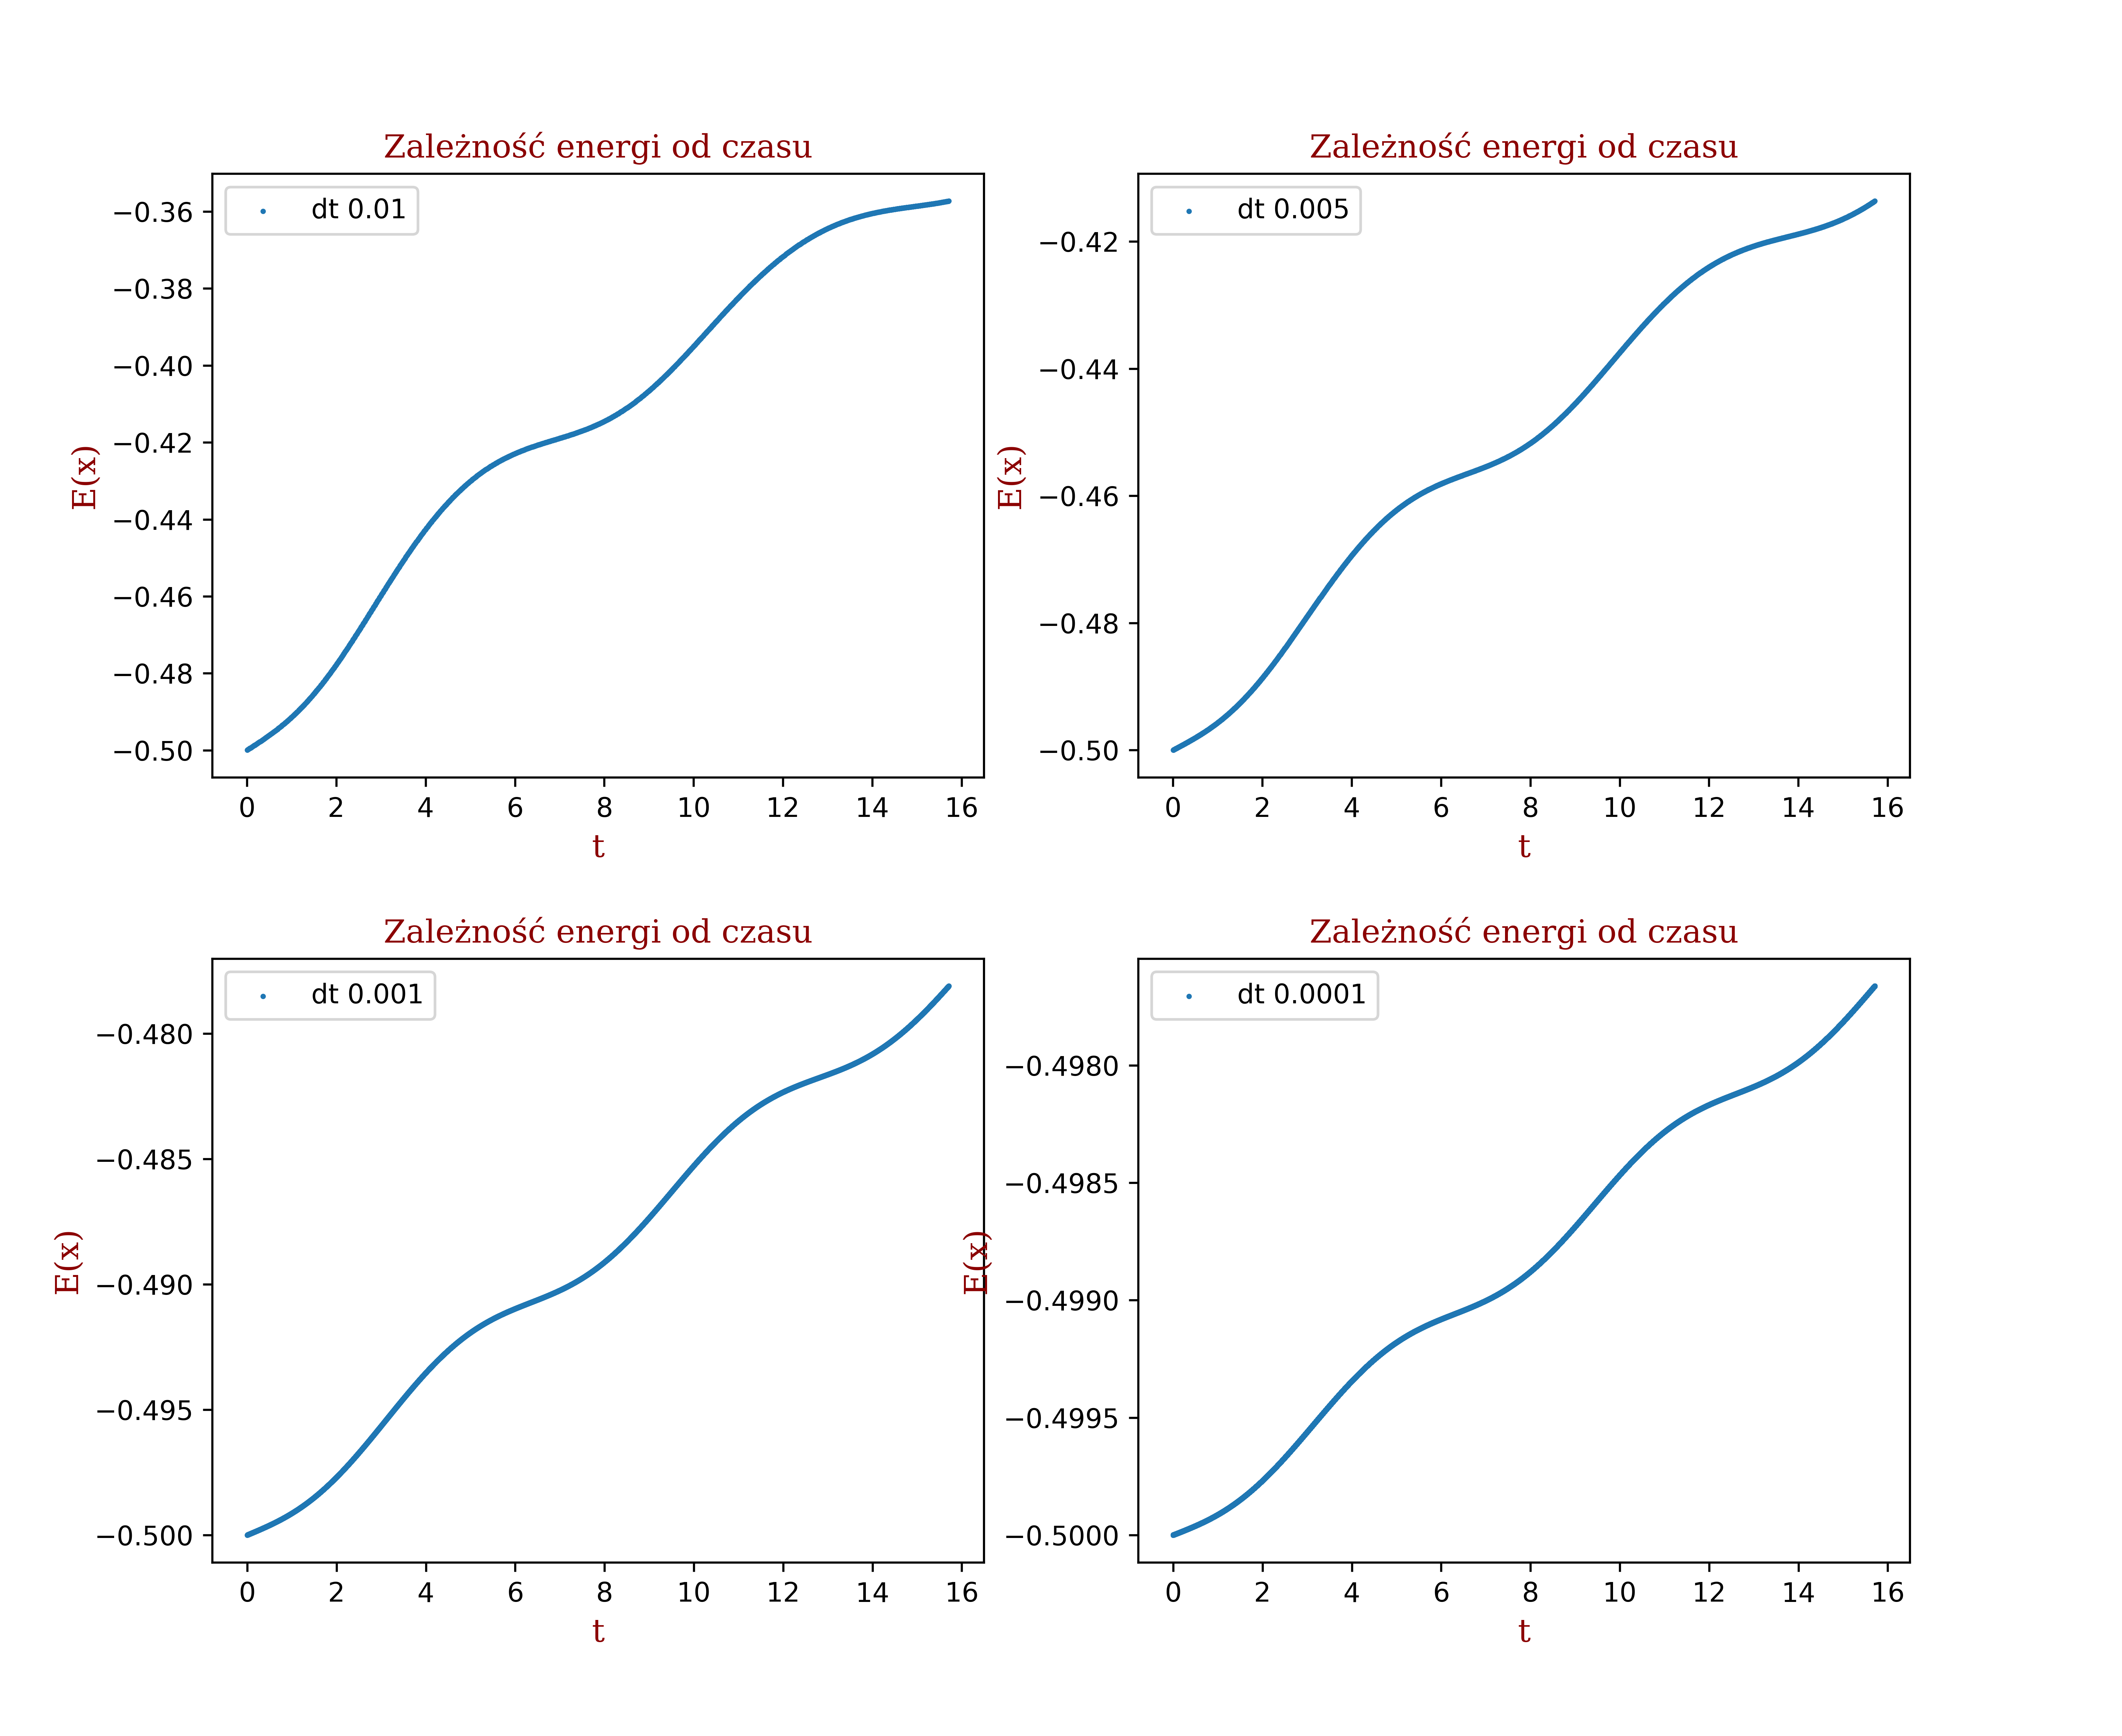 Zależność energi od czasu
dt 0.01
−0.36
−0.38
−0.40
−0.42
−0.44
−0.46
−0.48
−0.50
E(x)
0 2 4 6 8 10 12 14 16
t
Zależność energi od czasu
dt 0.005
−0.42
−0.44
−0.46
−0.48
−0.50
E(x)
0 2 4 6 8 10 12 14 16
t
Zależność energi od czasu
dt 0.001
−0.480
−0.485
−0.490
−0.495
−0.500
E(x)
0 2 4 6 8 10 12 14 16
t
Zależność energi od czasu
dt 0.0001
−0.4980
−0.4985
−0.4990
−0.4995
−0.5000
E(x)
0 2 4 6 8 10 12 14 16
t